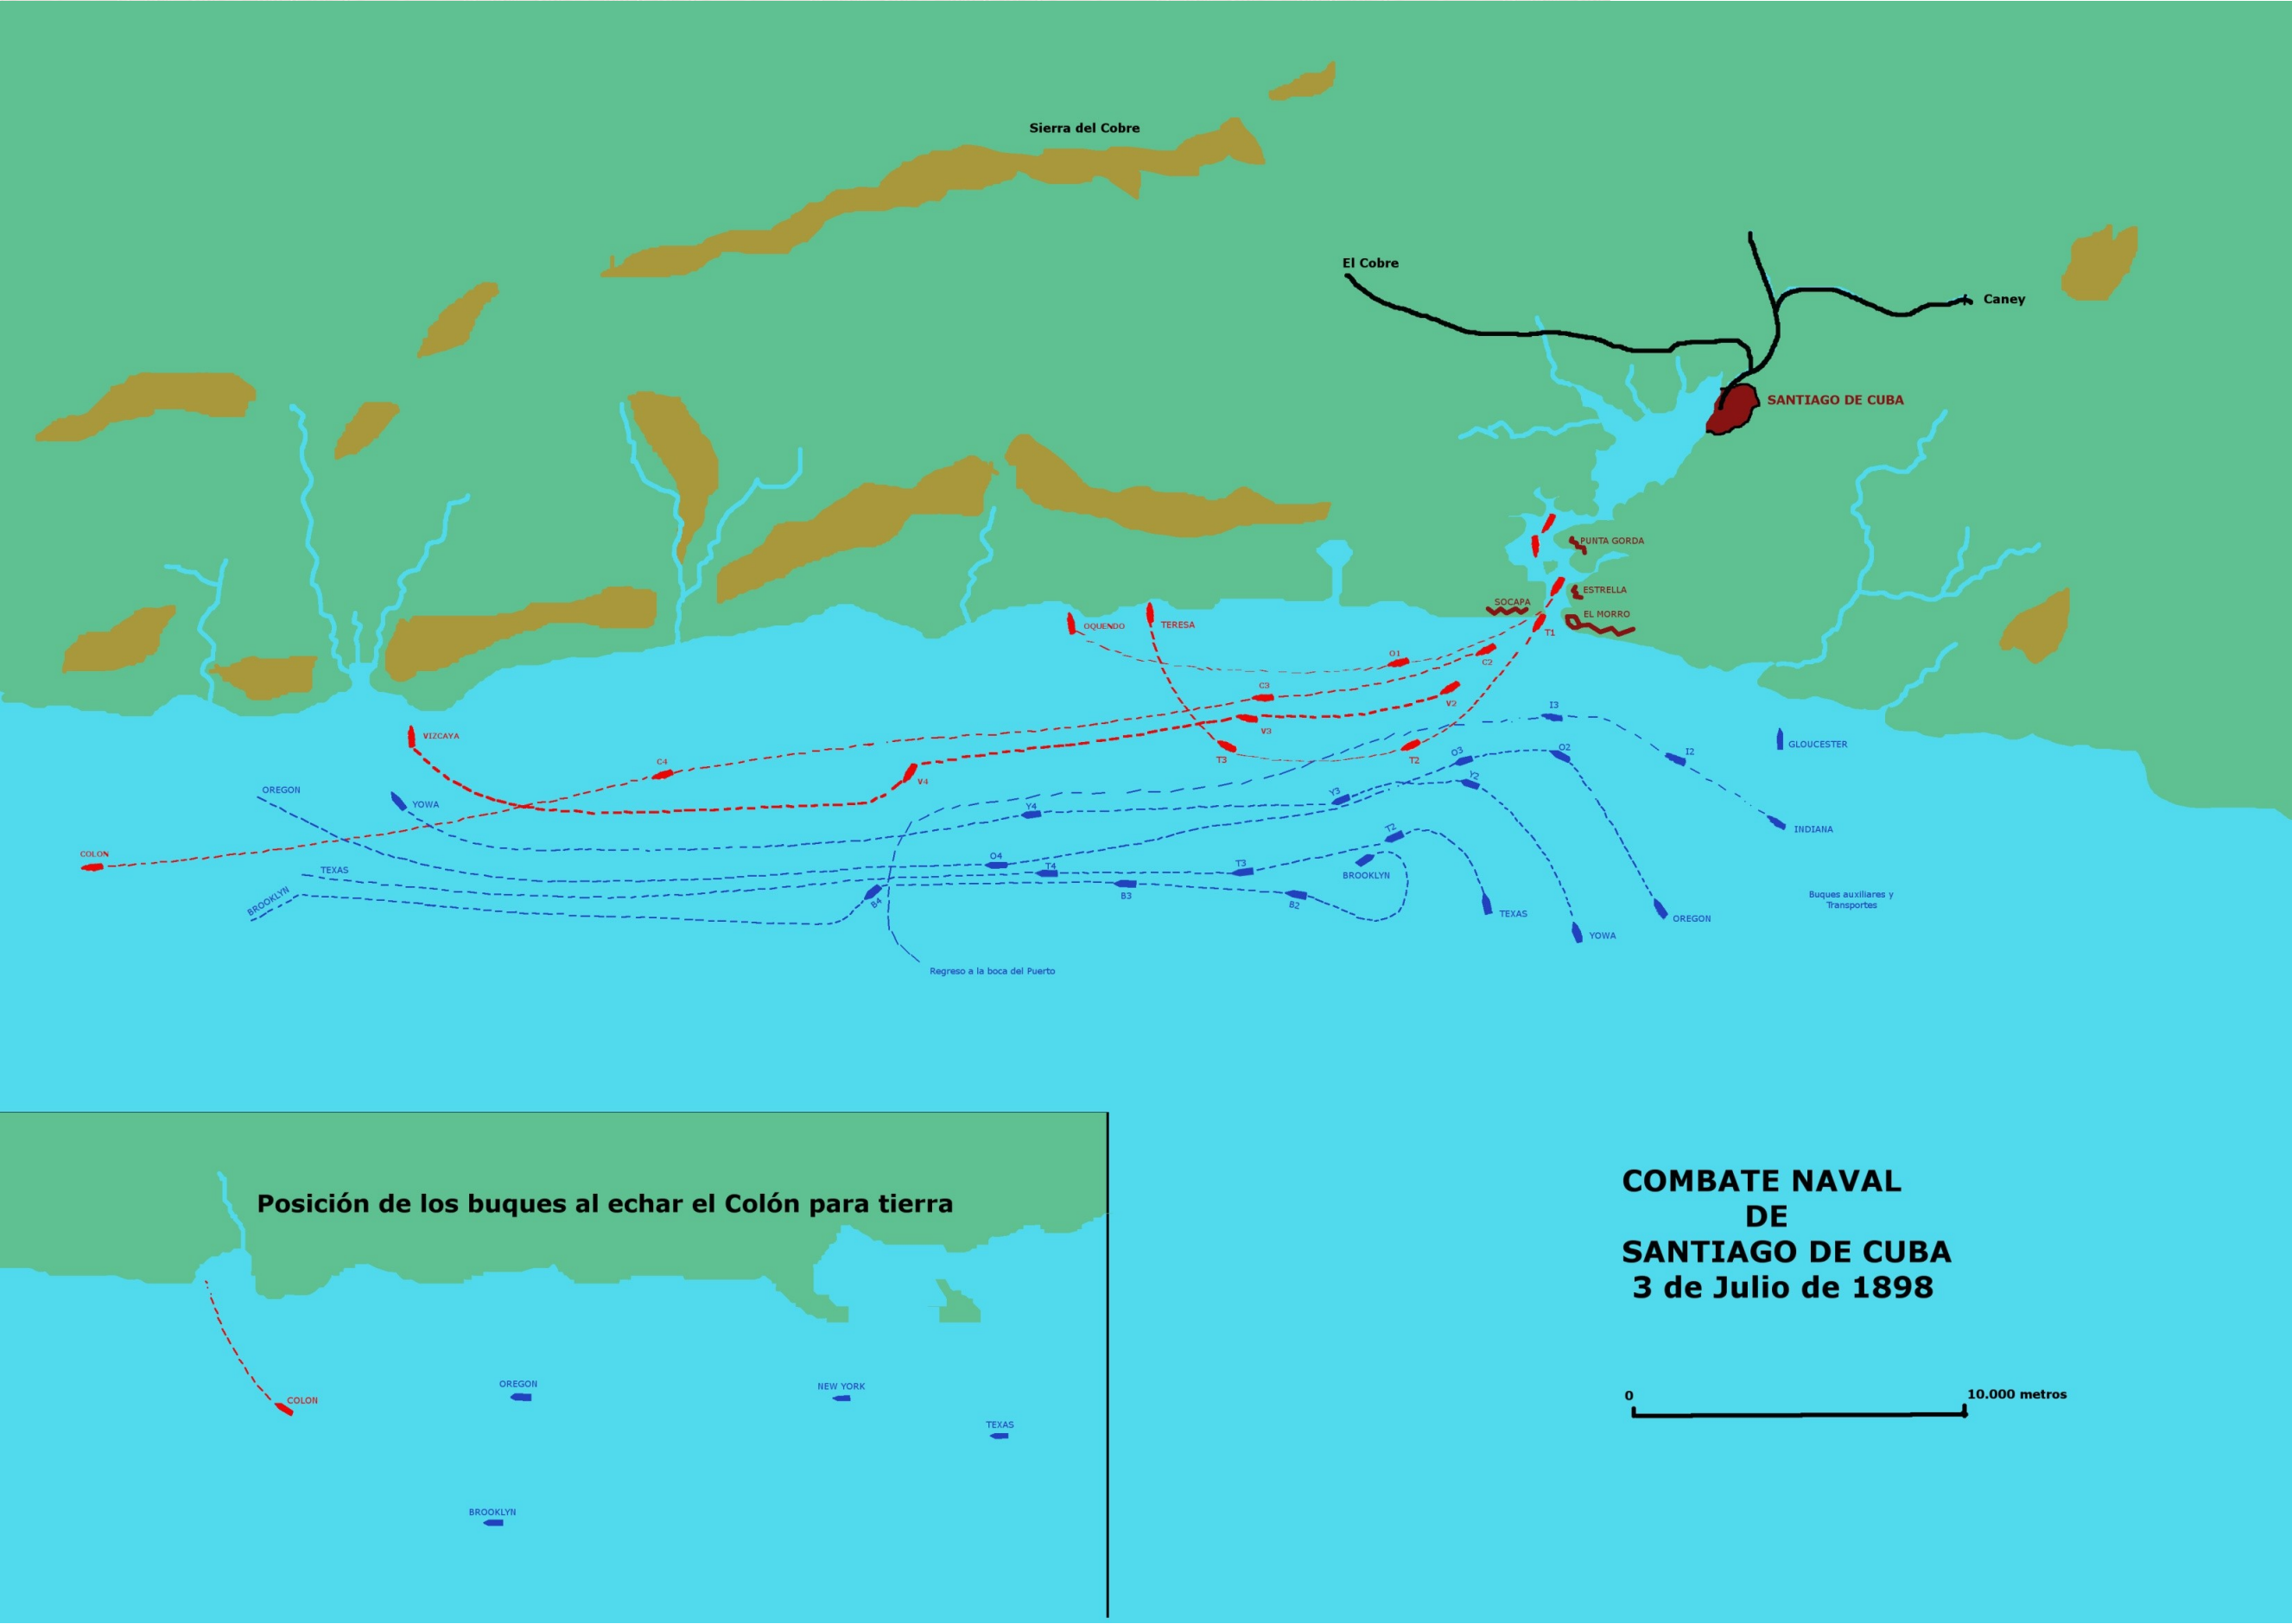 Sierra del Cobre
El Cobre
Caney
SANTIAGO DE CUBA
PUNTA GORDA
ESTRELLA
SOCAPA
EL MORRO
OQUENDO
TERESA
T1
O1
C2
C3
V2
V3
I3
VIZCAYA
GLOUCESTER
T3
T2
O3
O2
I2
C4
V4
Y2
OREGON
YOWA
Y4
Y3
INDIANA
T2
COLON
O4
T4
T3
BROOKLYN
TEXAS
BROOKLYN
B4
B3
B2
TEXAS
OREGON
YOWA
Buques auxiliares y
Transportes
Regreso a la boca del Puerto
Posición de los buques al echar el Colón para tierra
COLON
OREGON
NEW YORK
TEXAS
BROOKLYN
COMBATE NAVAL
DE
SANTIAGO DE CUBA
3 de Julio de 1898
0
10.000 metros